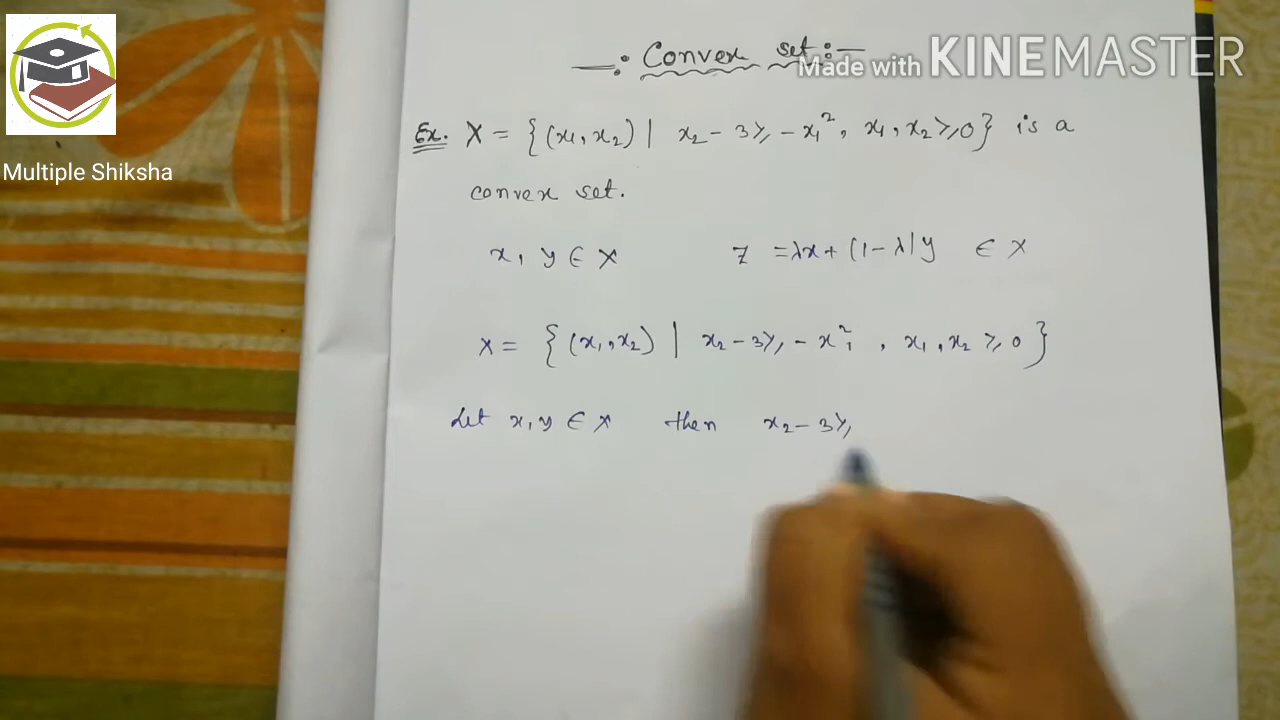 —: Convex set :—
Made with KINEMASTER
Multiple Shiksha
Ex. X = {(x₁, x₂) | x₂ - 3 ≥ -x₁², x₁, x₂ ≥ 0} is a
convex set.
x, y ∈ X z = λx + (1 - λ)y ∈ X
X = {(x₁, x₂) | x₂ - 3 ≥ -x₁², x₁, x₂ ≥ 0}
Let x, y ∈ X then x₂ - 3 ≥